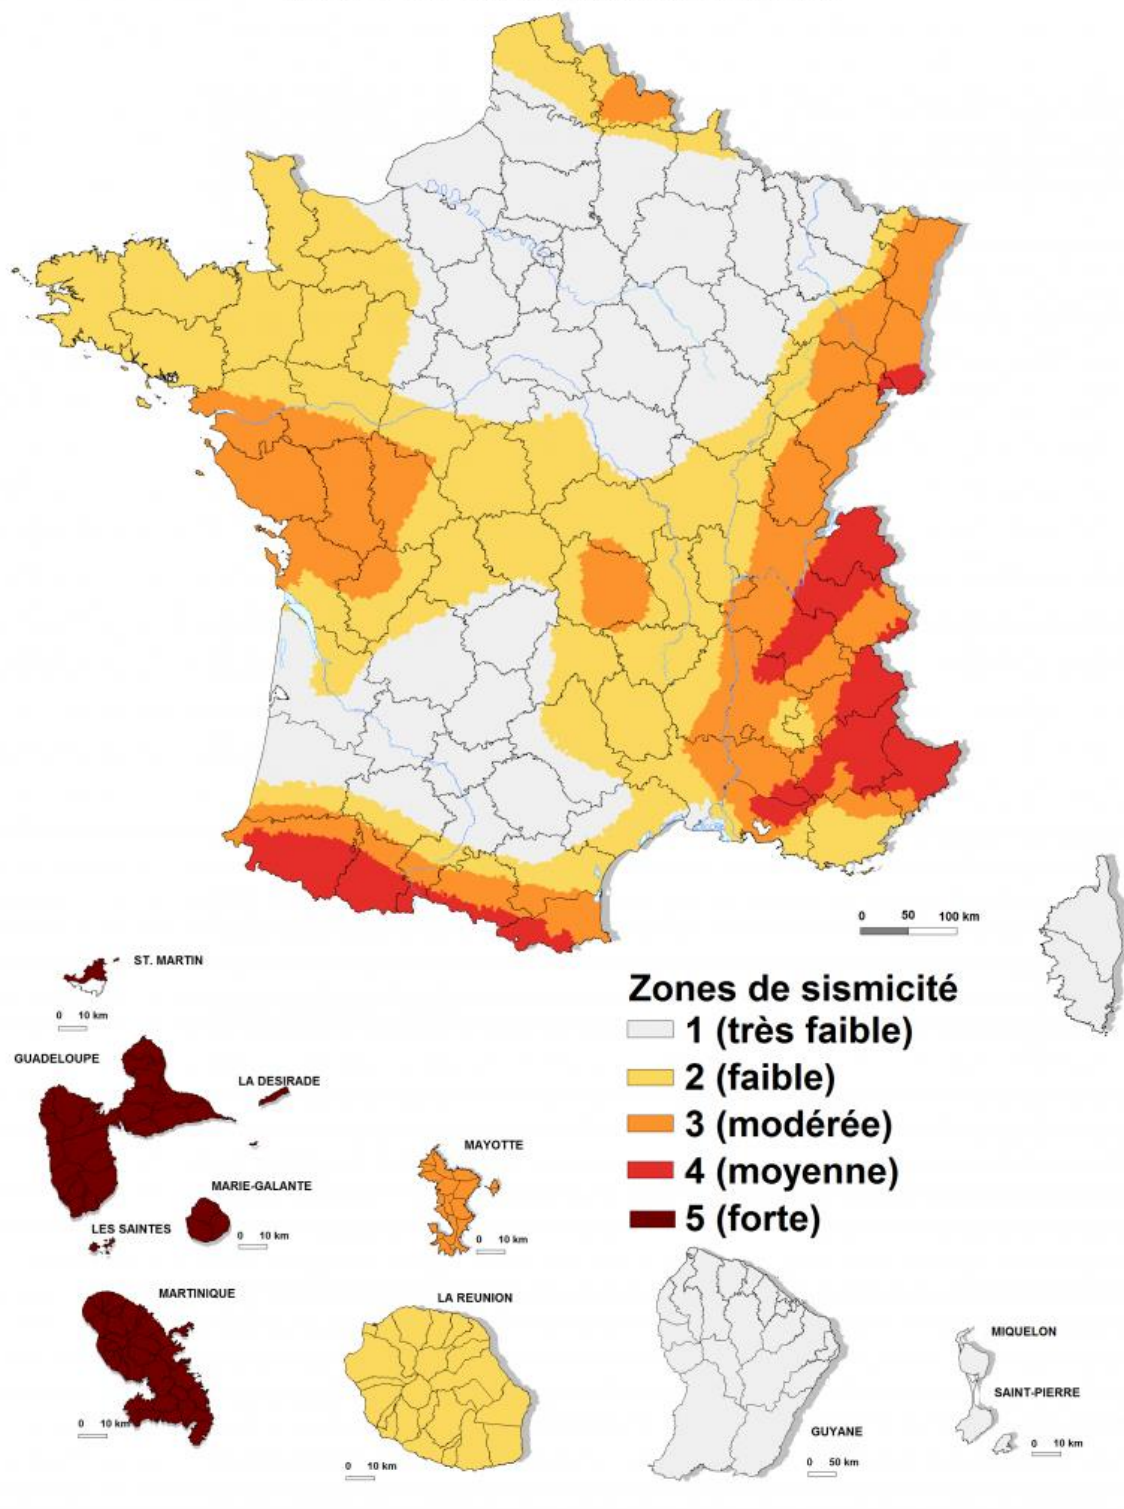 0 50 100 km
ST. MARTIN
0 10 km
Zones de sismicité
1 (très faible)
2 (faible)
3 (modérée)
4 (moyenne)
5 (forte)
GUADELOUPE
LA DESIRADE
MARIE-GALANTE
LES SAINTES
0 10 km
MAYOTTE
0 10 km
MARTINIQUE
0 10 km
LA REUNION
0 10 km
GUYANE
0 50 km
MIQUELON
SAINT-PIERRE
0 10 km